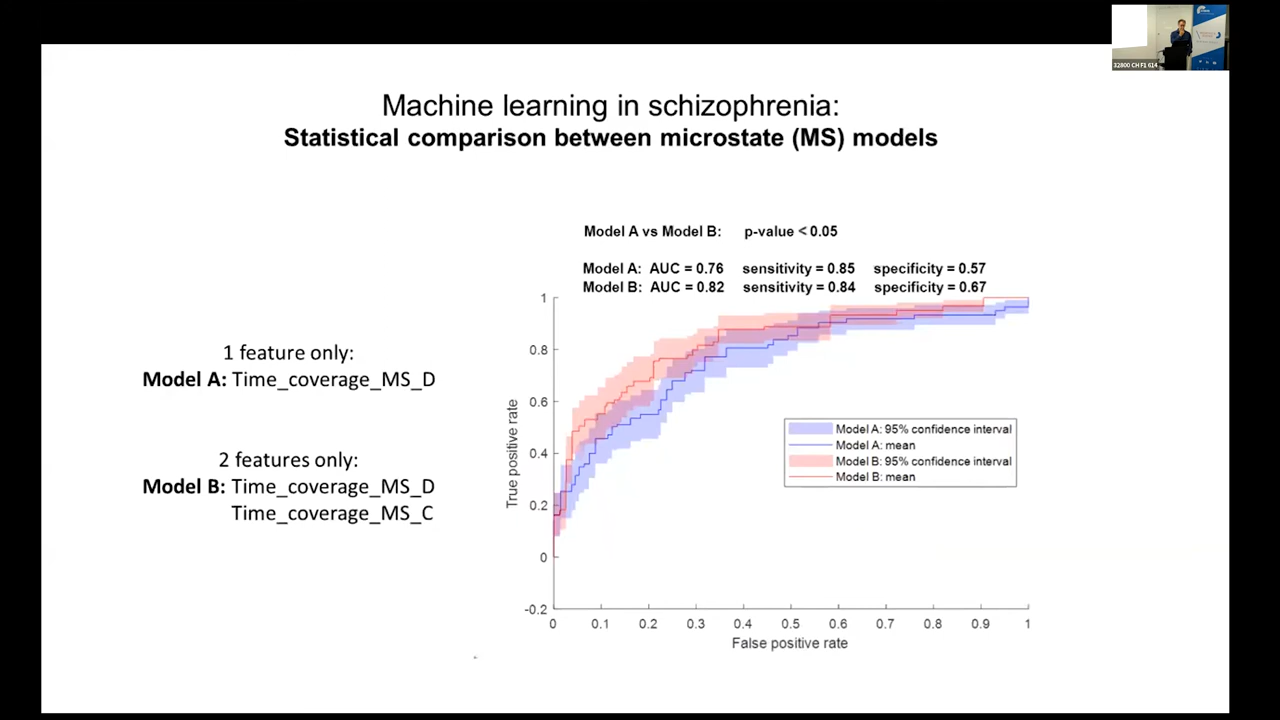 32800 CH F1 614
Machine learning in schizophrenia:
Statistical comparison between microstate (MS) models
Model A vs Model B: p-value < 0.05
Model A: AUC = 0.76 sensitivity = 0.85 specificity = 0.57
Model B: AUC = 0.82 sensitivity = 0.84 specificity = 0.67
1 feature only:
Model A: Time_coverage_MS_D
2 features only:
Model B: Time_coverage_MS_D
Time_coverage_MS_C
True positive rate
1
0.8
0.6
0.4
0.2
0
-0.2
0 0.1 0.2 0.3 0.4 0.5 0.6 0.7 0.8 0.9 1
False positive rate
Model A: 95% confidence interval
Model A: mean
Model B: 95% confidence interval
Model B: mean